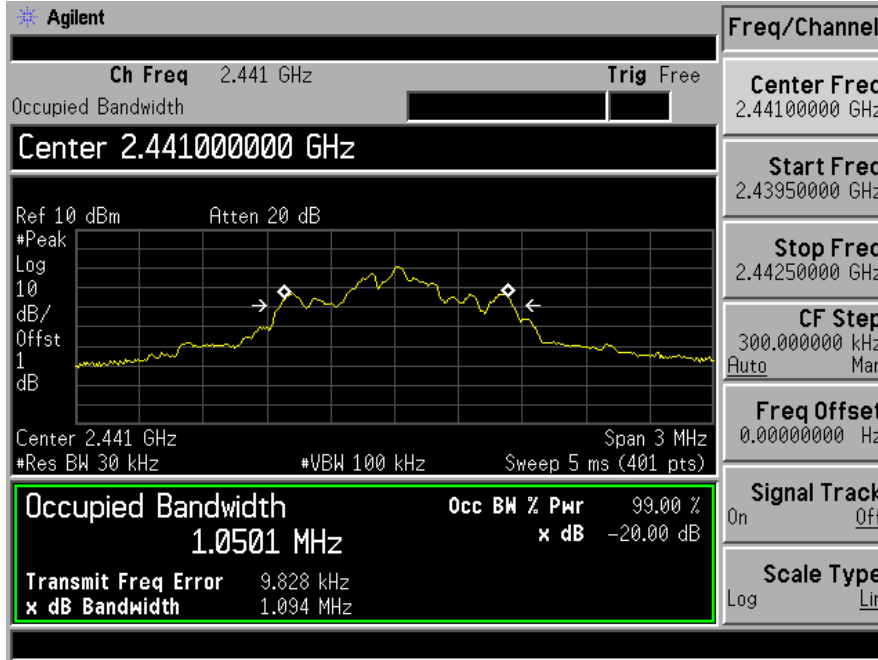 Agilent
Freq/Channel
Ch Freq 2.441 GHz Trig Free
Occupied Bandwidth
Center 2.441000000 GHz
Ref 10 dBm Atten 20 dB
#Peak
Log
10
dB/
Offst
1
dB
Center 2.441 GHz Span 3 MHz
#Res BW 30 kHz #VBW 100 kHz Sweep 5 ms (401 pts)
Occupied Bandwidth
1.0501 MHz
Occ BW % Pwr 99.00 %
x dB -20.00 dB
Transmit Freq Error 9.828 kHz
x dB Bandwidth 1.094 MHz
Center Freq
2.44100000 GHz
Start Freq
2.43950000 GHz
Stop Freq
2.44250000 GHz
CF Step
300.000000 kHz
Auto Man
Freq Offset
0.00000000 Hz
Signal Track
On Off
Scale Type
Log Lin